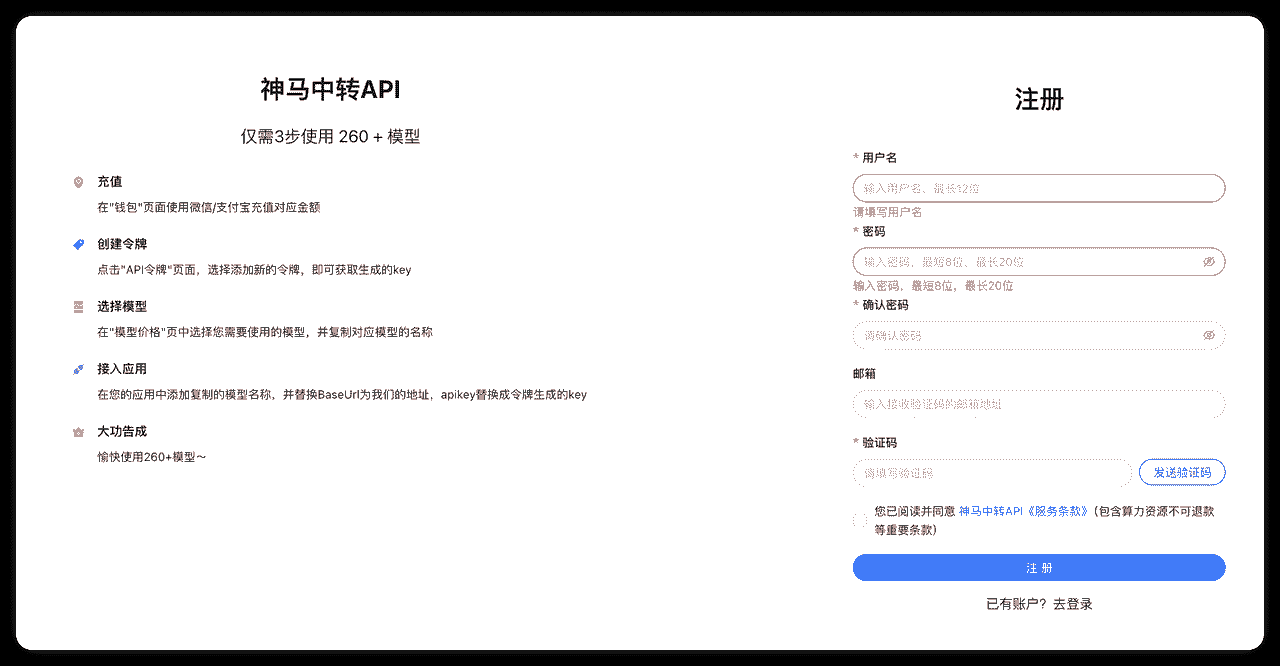 神马中转API
仅需3步使用 260 + 模型
充值
在"钱包"页面使用微信/支付宝充值对应金额
创建令牌
点击"API令牌"页面，选择添加新的令牌，即可获取生成的key
选择模型
在"模型价格"页中选择您需要使用的模型，并复制对应模型的名称
接入应用
在您的应用中添加复制的模型名称，并替换BaseUrl为我们的地址，apikey替换成令牌生成的key
大功告成
愉快使用260+模型～
注册
* 用户名
输入用户名、最长12位
请填写用户名
* 密码
输入密码，最短8位、最长20位
输入密码，最短8位，最长20位
* 确认密码
请确认密码
邮箱
输入接收验证码的邮箱地址
* 验证码
请填写验证码
发送验证码
您已阅读并同意 神马中转API《服务条款》（包含算力资源不可退款
等重要条款）
注 册
已有账户？去登录